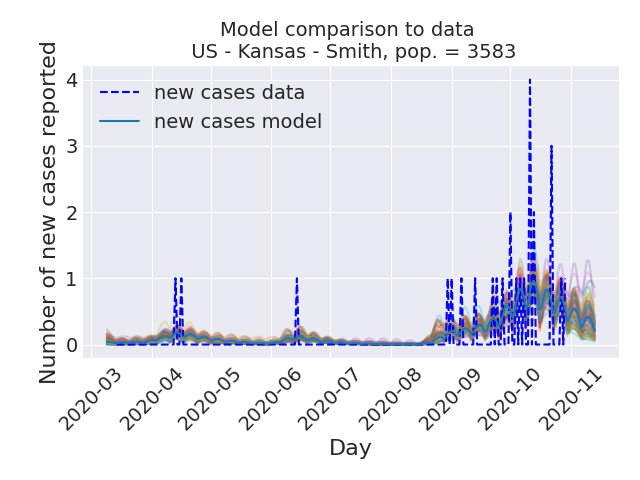 Model comparison to data
US - Kansas - Smith, pop. = 3583
Number of new cases reported
4
3
2
1
0
new cases data
new cases model
2020-03
2020-04
2020-05
2020-06
2020-07
2020-08
2020-09
2020-10
2020-11
Day